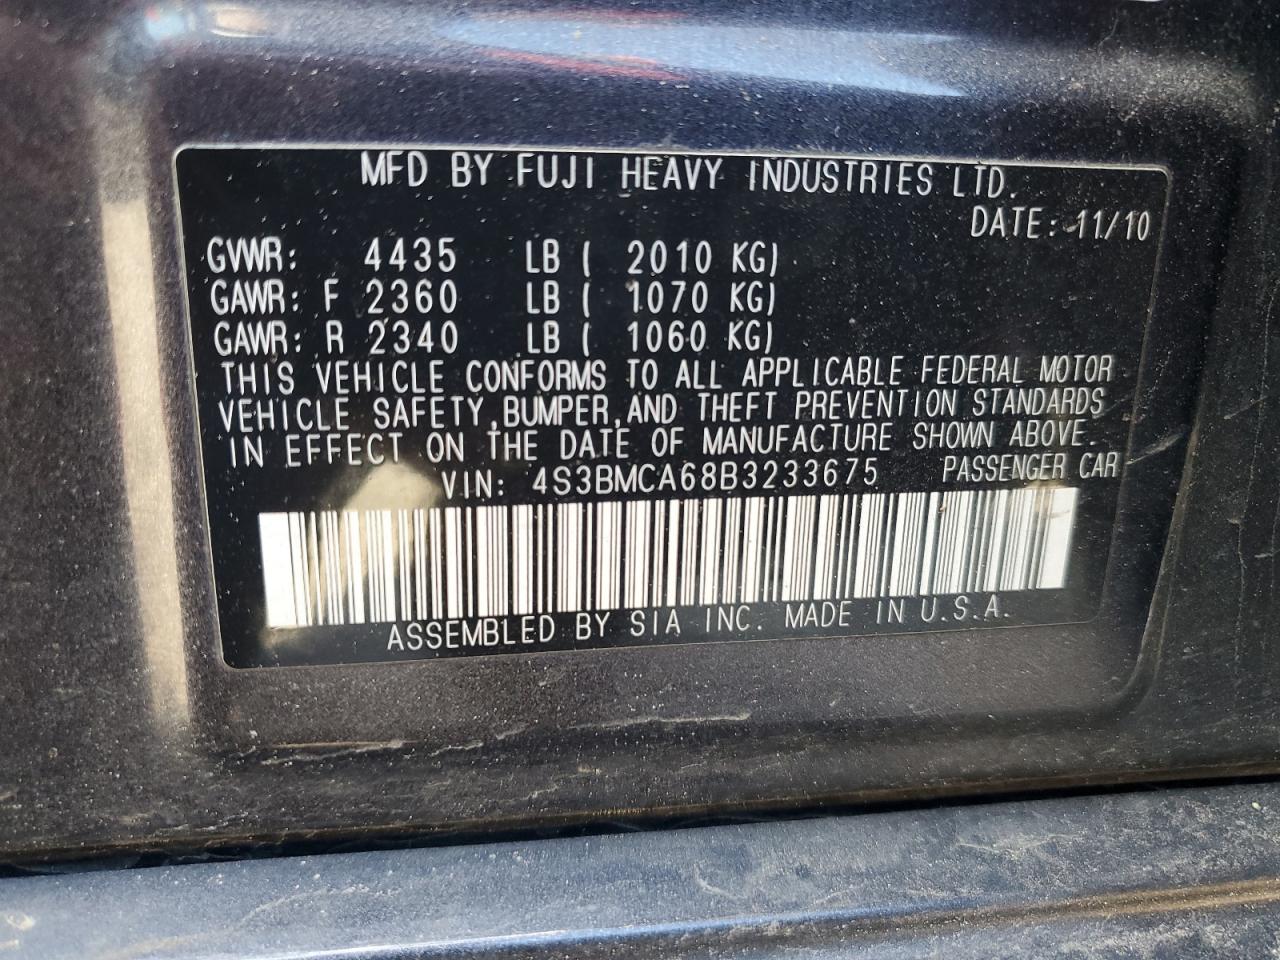 MFD BY FUJI HEAVY INDUSTRIES LTD.
DATE: 11/10
GVWR: 4435 LB ( 2010 KG)
GAWR: F 2360 LB ( 1070 KG)
GAWR: R 2340 LB ( 1060 KG)
THIS VEHICLE CONFORMS TO ALL APPLICABLE FEDERAL MOTOR
VEHICLE SAFETY, BUMPER, AND THEFT PREVENTION STANDARDS
IN EFFECT ON THE DATE OF MANUFACTURE SHOWN ABOVE.
VIN: 4S3BMCA68B3233675 PASSENGER CAR
ASSEMBLED BY SIA INC. MADE IN U.S.A.